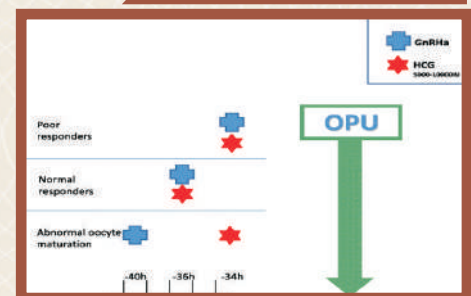 GnRHa
HCG
5000-10000IU
OPU
Poor
responders
Normal
responders
Abnormal oocyte
maturation
-40h
-36h
-34h